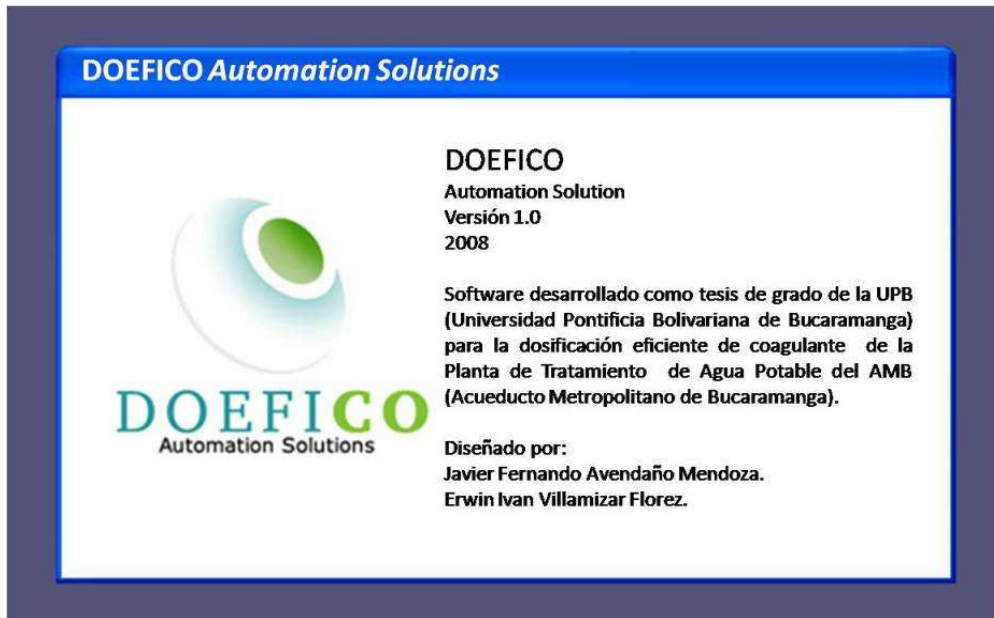 DOEFICO Automation Solutions
DOEFICO
Automation Solutions
DOEFICO
Automation Solution
Versión 1.0
2008
Software desarrollado como tesis de grado de la UPB
(Universidad Pontificia Bolivariana de Bucaramanga)
para la dosificación eficiente de coagulante de la
Planta de Tratamiento de Agua Potable del AMB
(Acueducto Metropolitano de Bucaramanga).
Diseñado por:
Javier Fernando Avendaño Mendoza.
Erwin Ivan Villamizar Florez.